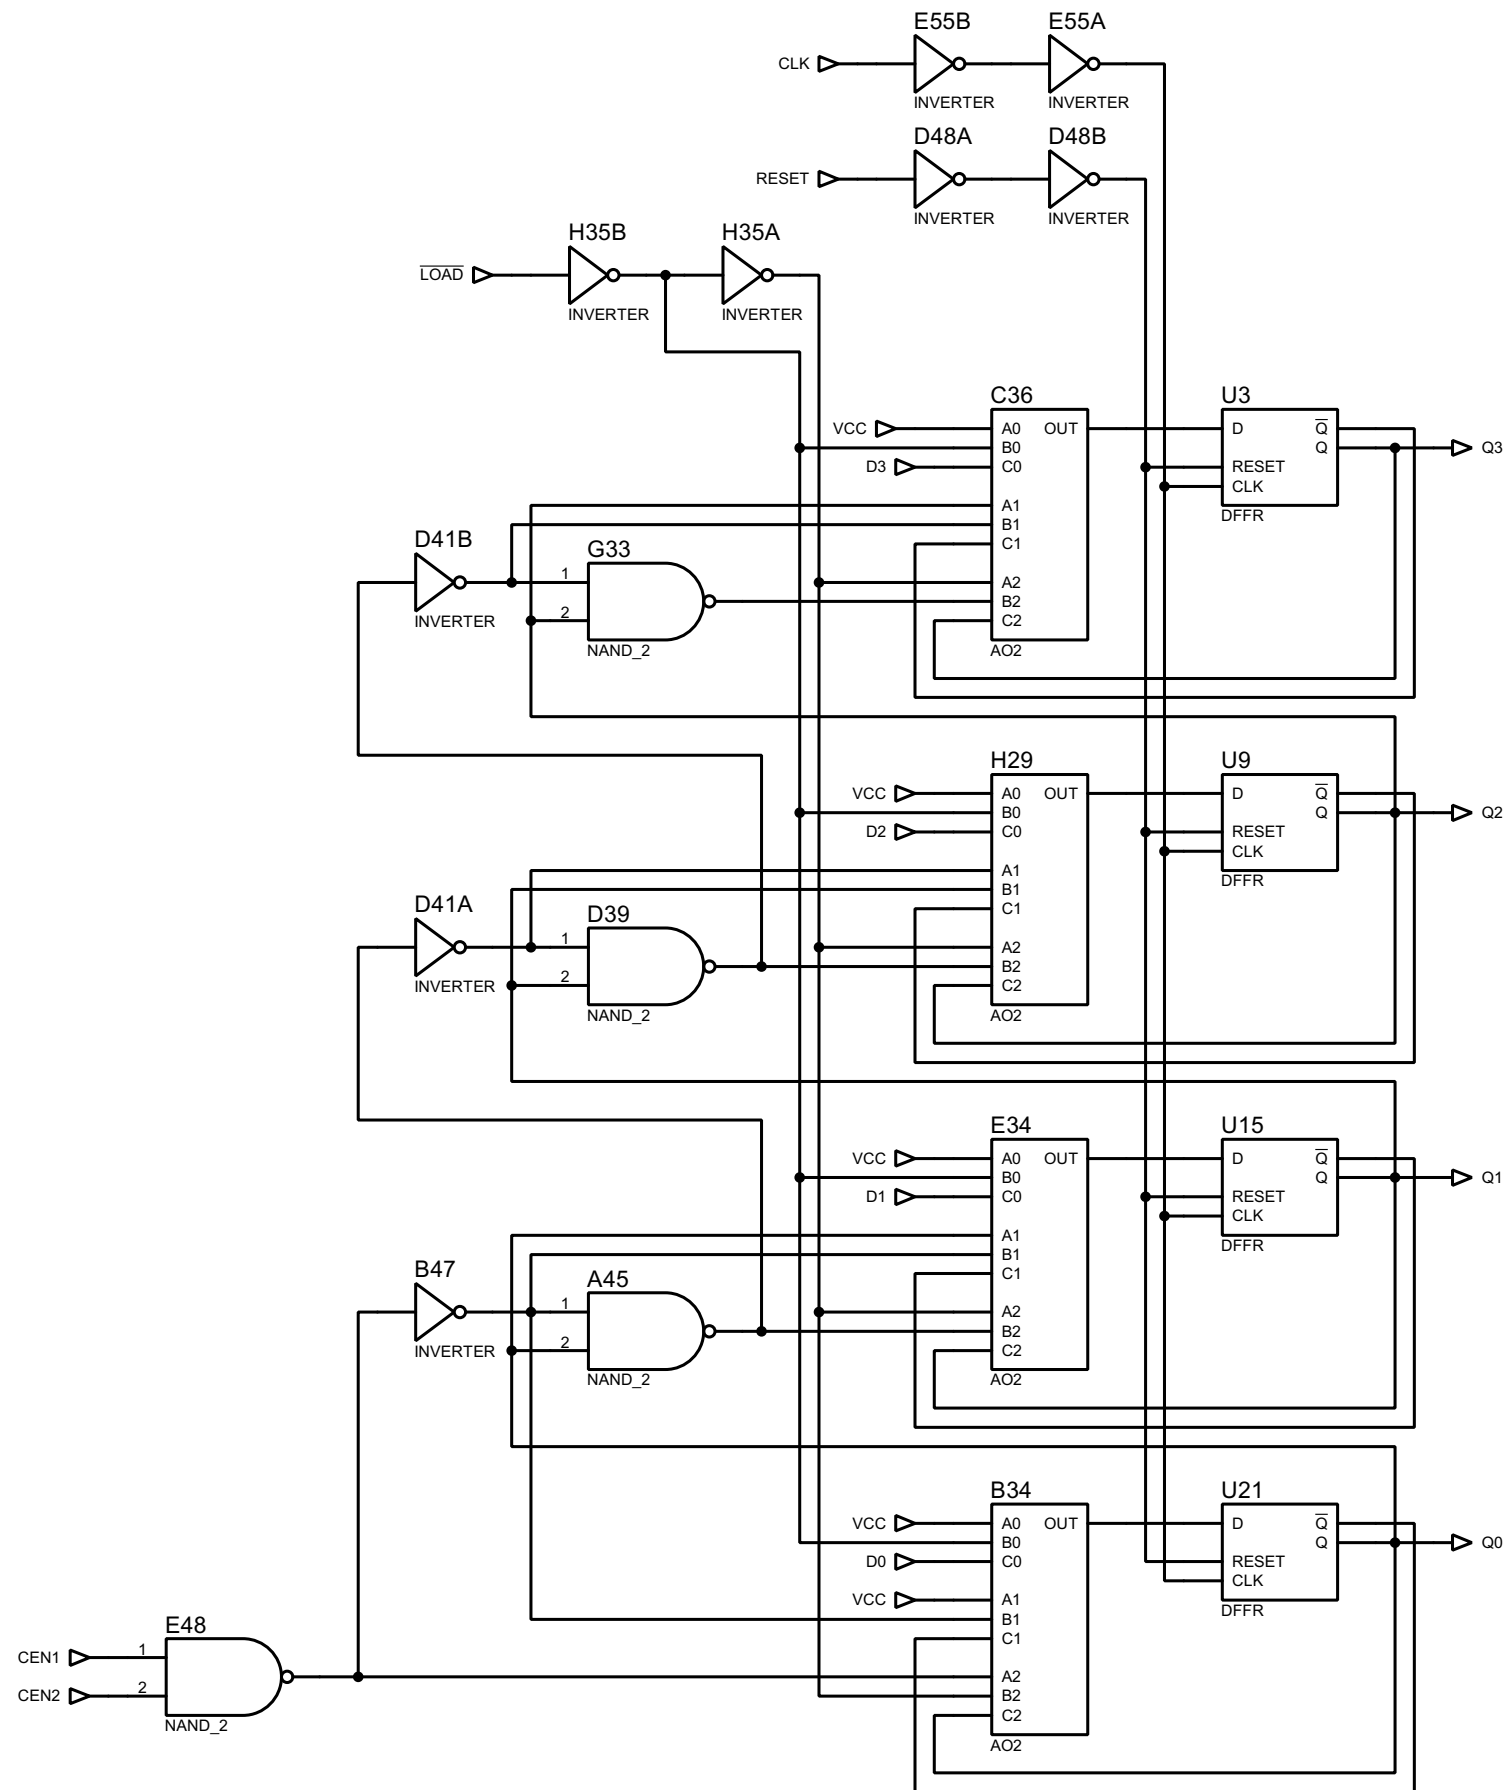 E55B E55A
CLK
INVERTER INVERTER
D48A D48B
RESET
INVERTER INVERTER
H35B H35A
LOAD
INVERTER INVERTER
C36 U3
VCC A0 OUT D Q
B0 Q Q3
D3 C0 RESET
CLK
A1 DFFR
B1
D41B C1
G33
1 A2
B2
2 C2
INVERTER
NAND_2 AO2
H29 U9
VCC A0 OUT D Q
B0 Q Q2
D2 C0 RESET
CLK
A1 DFFR
B1
D41A C1
D39
1 A2
B2
2 C2
INVERTER
NAND_2 AO2
E34 U15
VCC A0 OUT D Q
B0 Q Q1
D1 C0 RESET
CLK
A1 DFFR
B1
B47 C1
A45
1 A2
B2
2 C2
INVERTER
NAND_2 AO2
B34 U21
VCC A0 OUT D Q
B0 Q Q0
D0 C0 RESET
CLK
VCC A1 DFFR
B1
E48 C1
CEN1 1
A2
CEN2 2 B2
C2
NAND_2
AO2